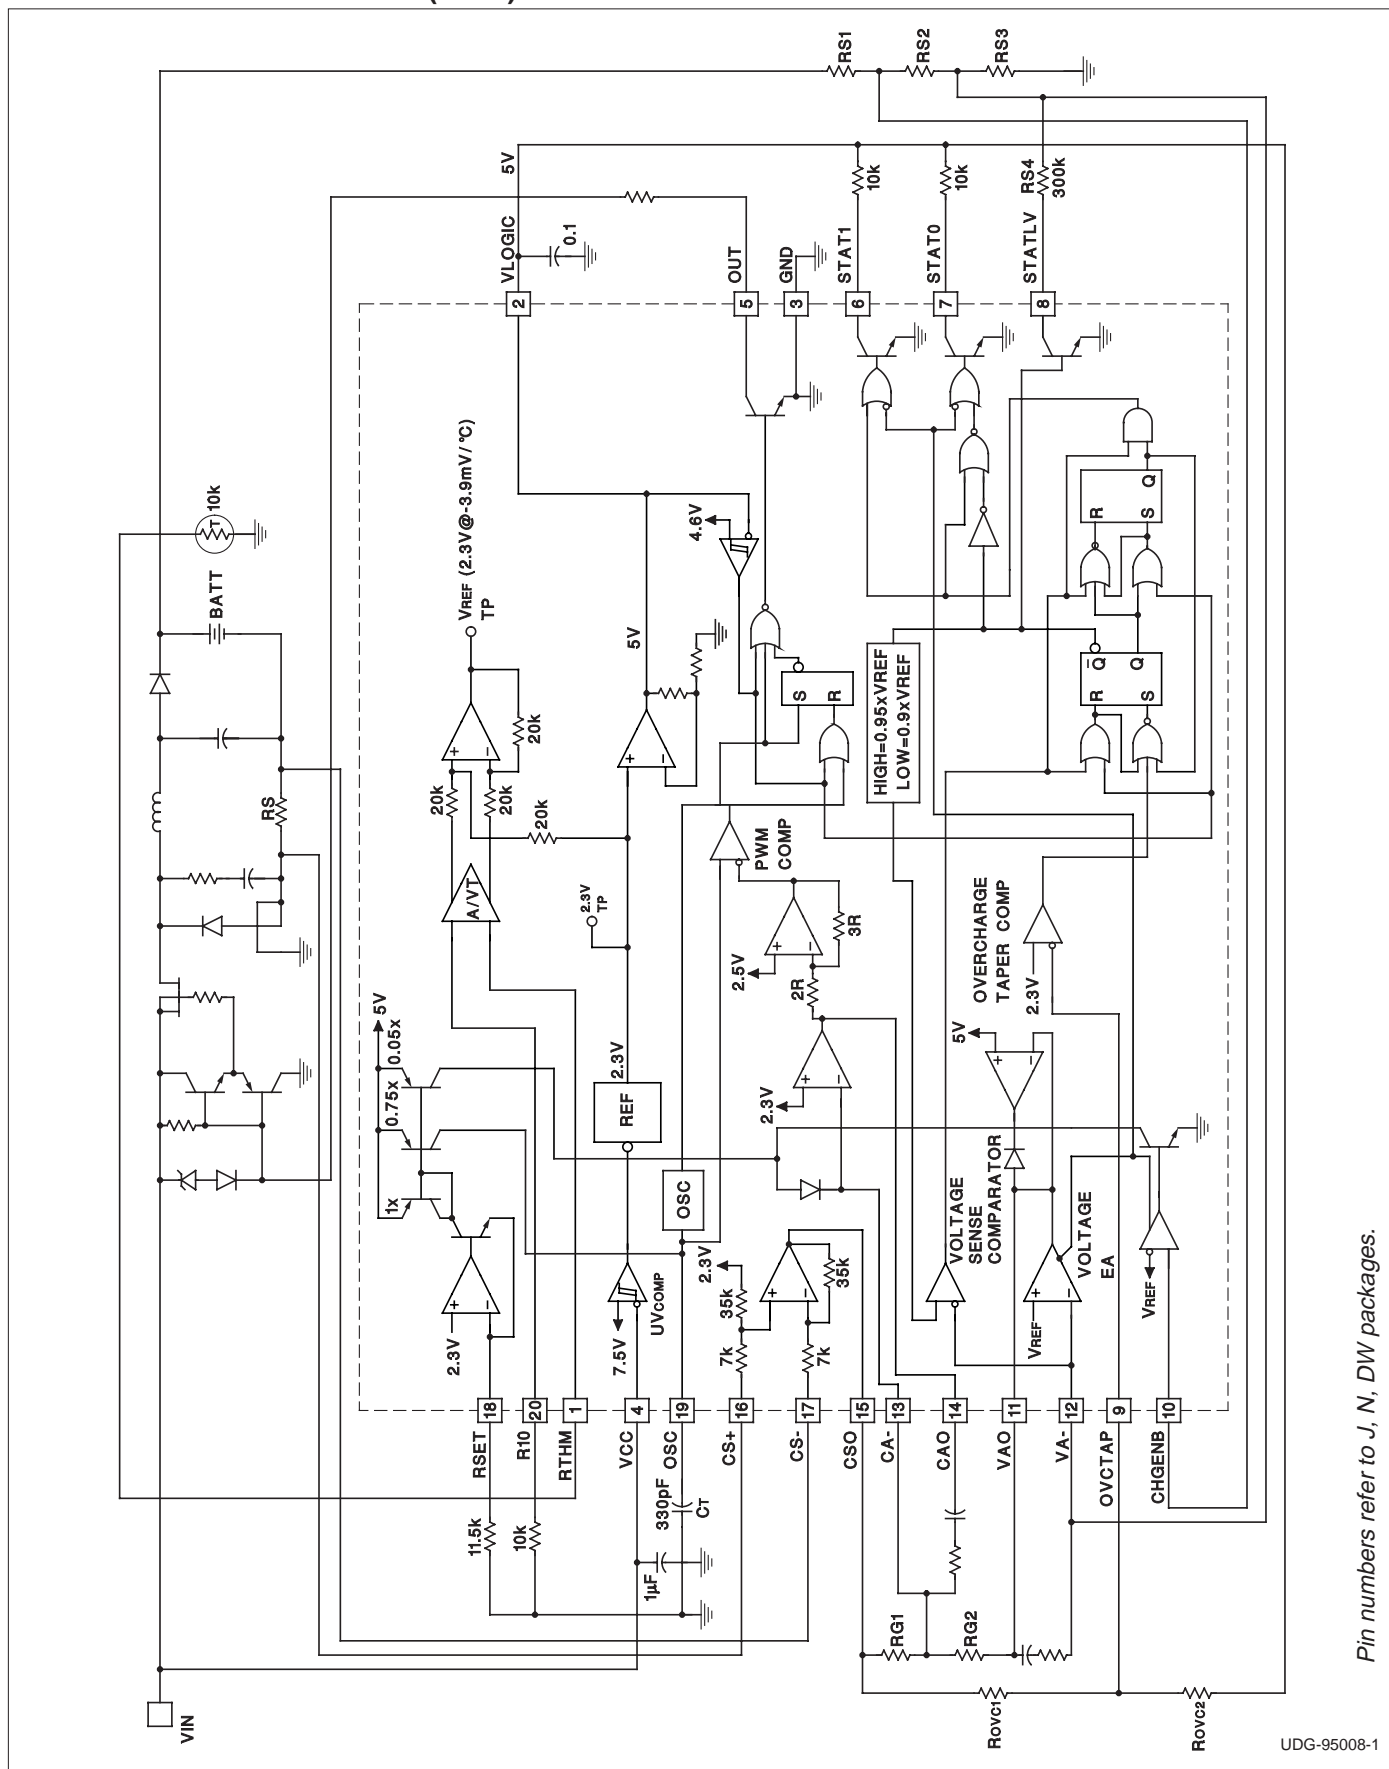 RS1
RS2
RS3
5V
VLOGIC
0.1
OUT
GND
STAT1
10k
STAT0
10k
RS4
300k
STATLV
2
5
3
6
7
8
T 10k
BATT
RS
VREF (2.3V@-3.9mV/°C)
TP
20k
20k
20k
20k
A/VT
5V
4.6V
S
R
HIGH=0.95xVREF
LOW=0.9xVREF
R
S
Q
Q
Q
R
S
2.3V
TP
PWM
COMP
3R
2.5V
2R
2.3V
OVERCHARGE
TAPER COMP
2.3V
5V
5V
0.05x
0.75x
1x
2.3V
REF
OSC
2.3V
7.5V
UVCOMP
2.3V
35k
7k
35k
7k
VOLTAGE
SENSE
COMPARATOR
VOLTAGE
EA
VREF
VREF
18
20
1
4
19
16
17
15
13
14
11
12
9
10
RSET
R10
RTHM
VCC
OSC
CS+
CS-
CSO
CA-
CAO
VAO
VA-
OVCTAP
CHGENB
11.5k
10k
1µF
330pF
CT
RG1
RG2
ROVC1
ROVC2
VIN
Pin numbers refer to J, N, DW packages.
UDG-95008-1